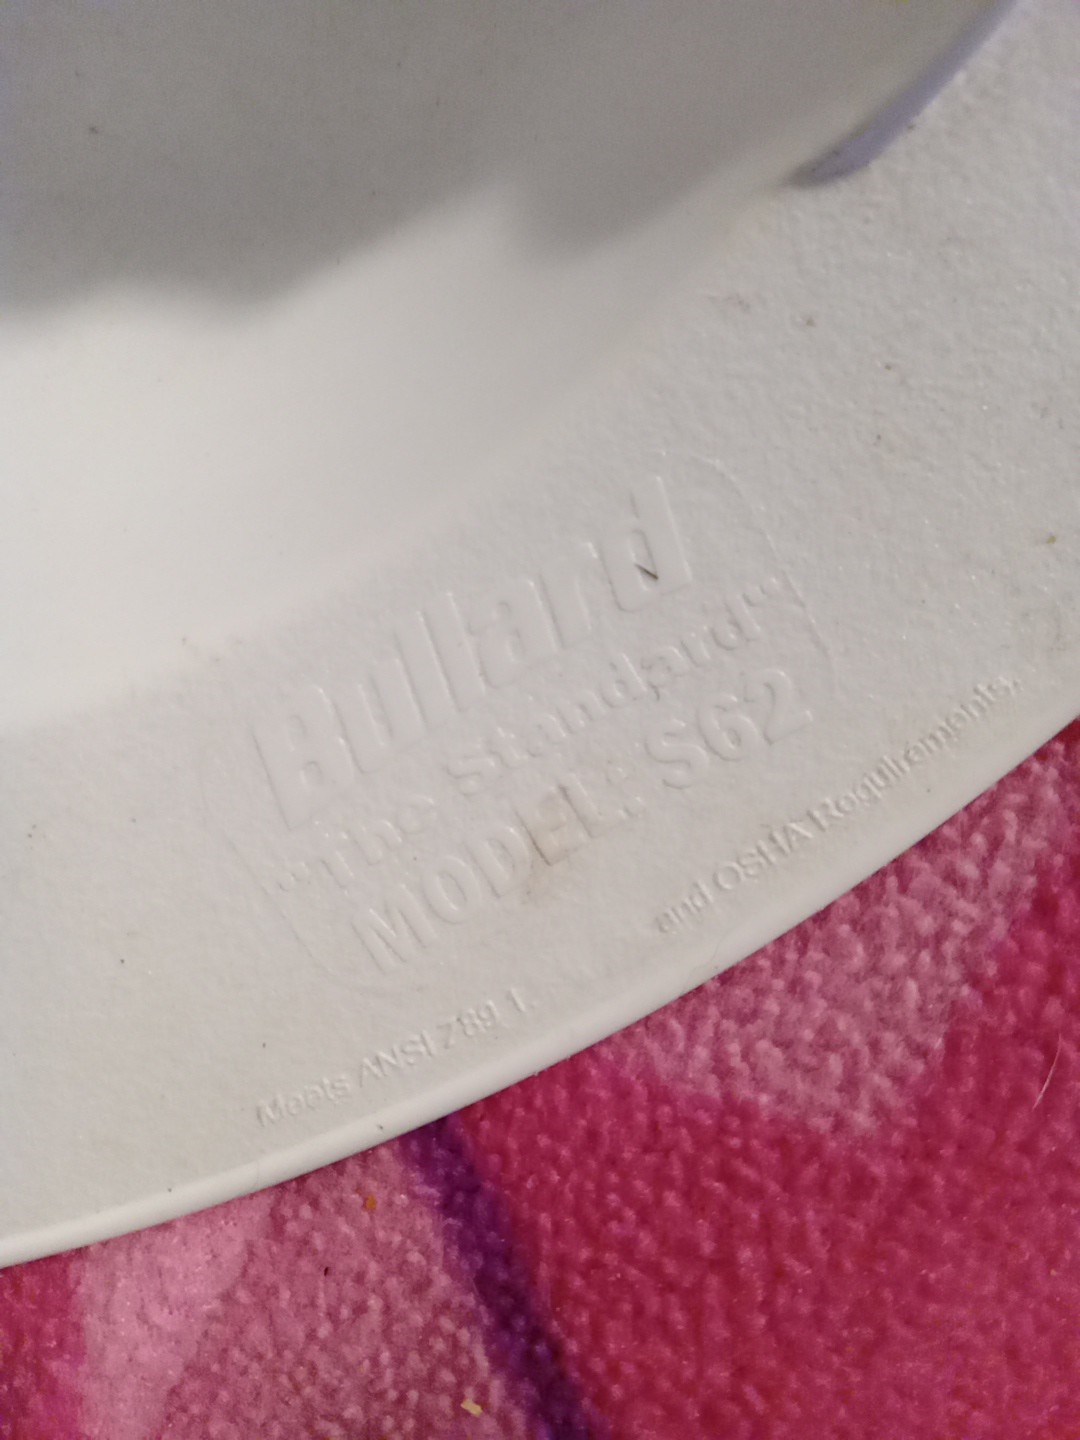 Bullard
"The Standard"
MODEL: S62
Meets ANSI Z89.1, and OSHA Requirements.